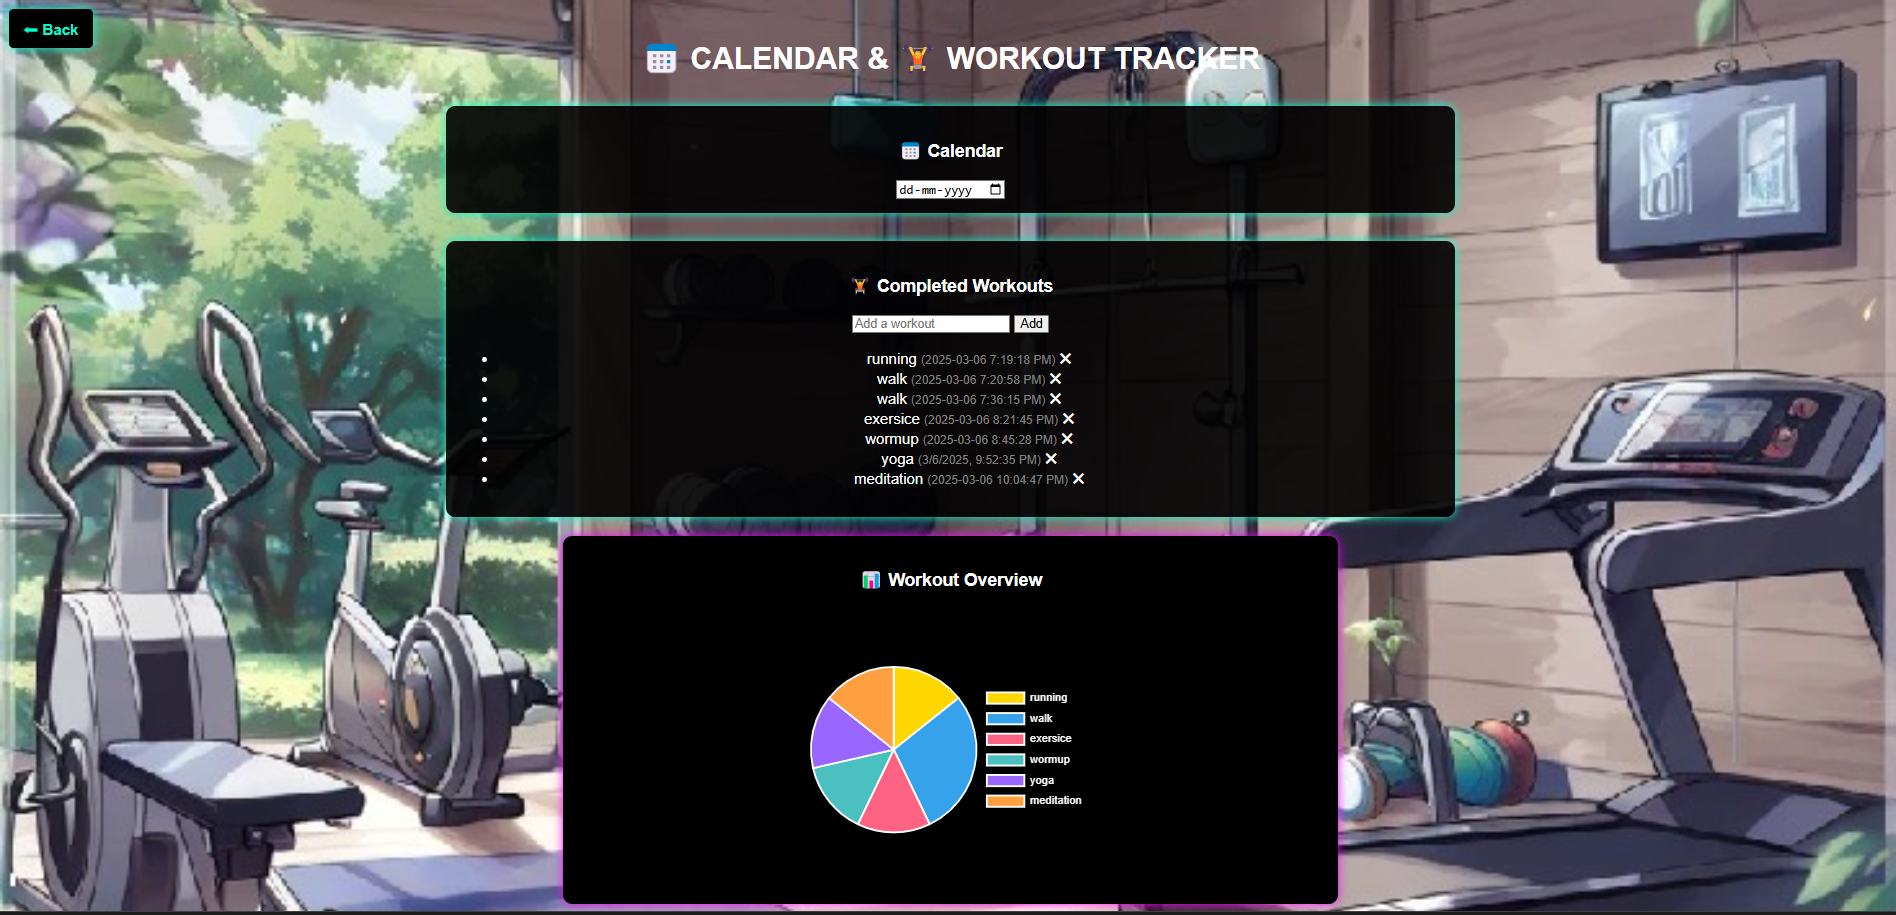 ⬅ Back
📅 CALENDAR & 🏋 WORKOUT TRACKER
📅 Calendar
dd-mm-yyyy
🏋 Completed Workouts
Add a workout Add
running (2025-03-06 7:19:18 PM) ✕
walk (2025-03-06 7:20:58 PM) ✕
walk (2025-03-06 7:36:15 PM) ✕
exersice (2025-03-06 8:21:45 PM) ✕
wormup (2025-03-06 8:45:28 PM) ✕
yoga (3/6/2025, 9:52:35 PM) ✕
meditation (2025-03-06 10:04:47 PM) ✕
📊 Workout Overview
running
walk
exersice
wormup
yoga
meditation